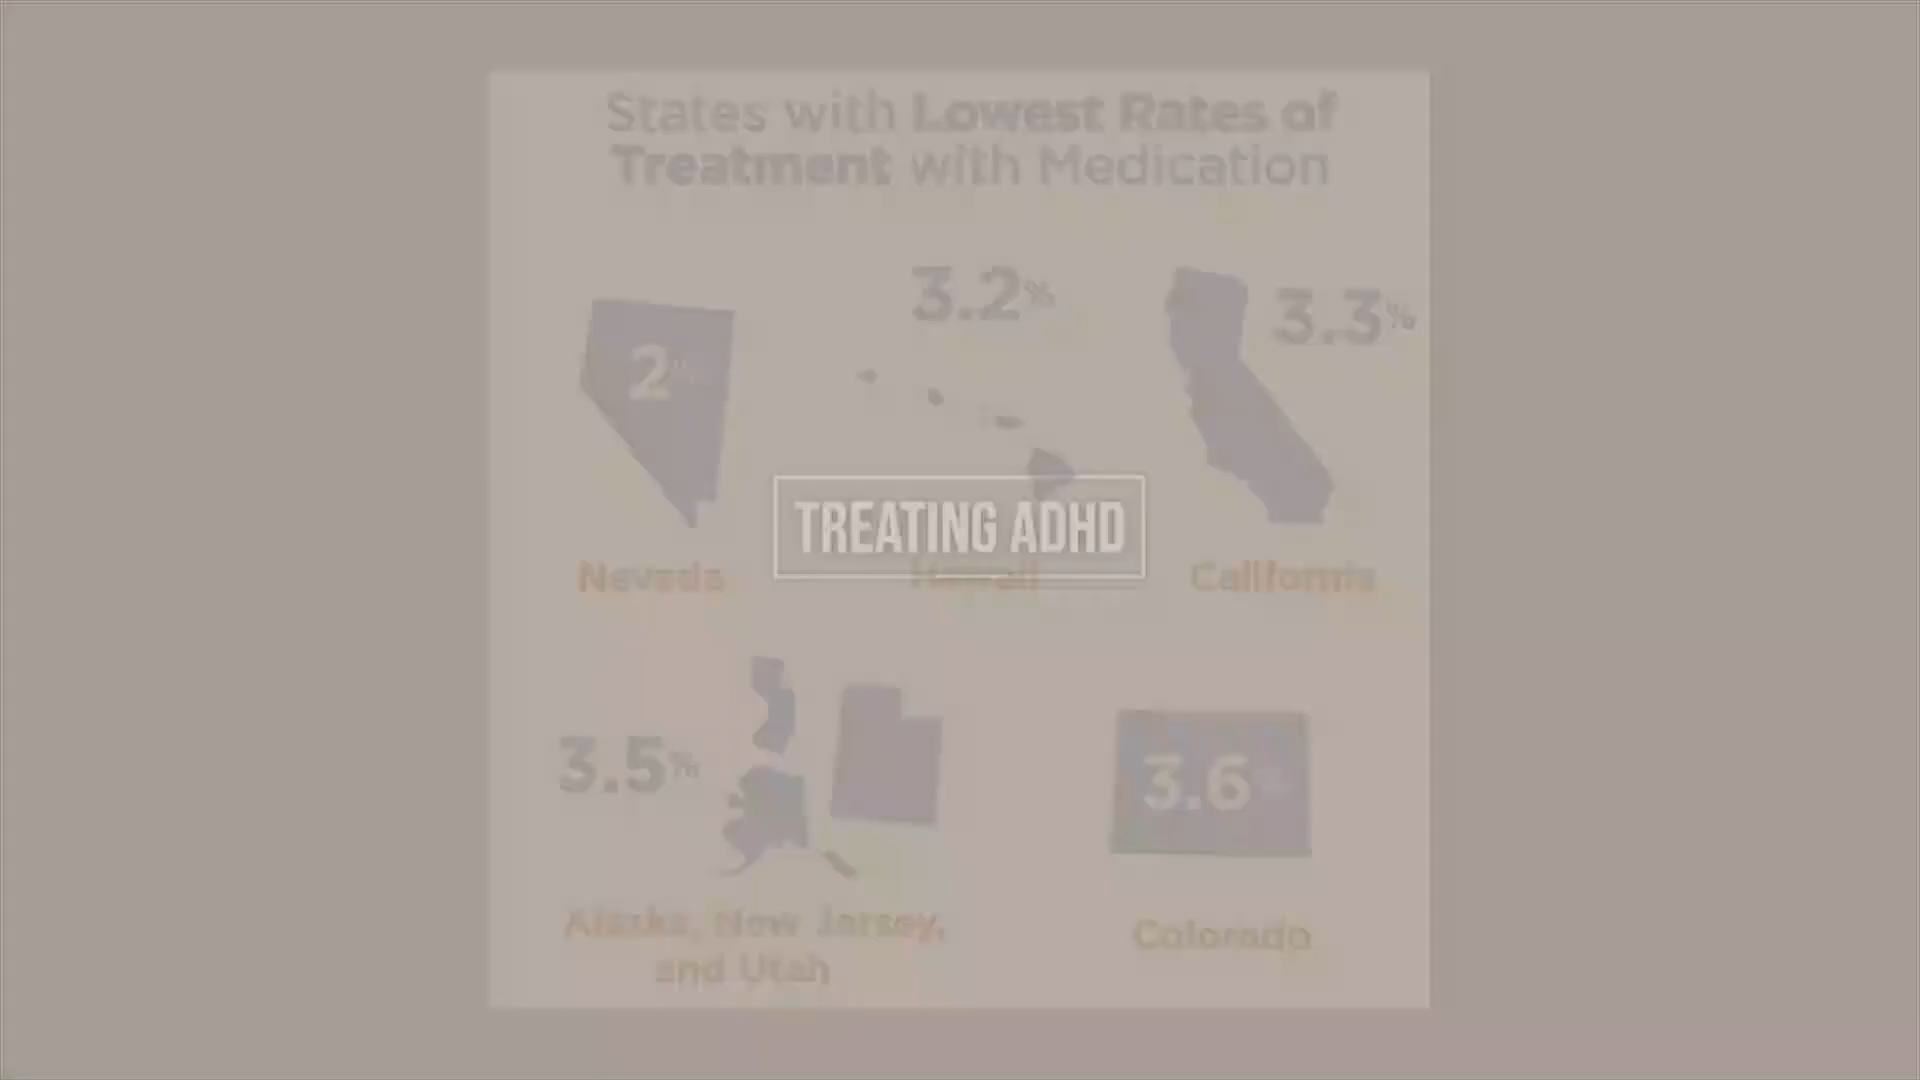 States with Lowest Rates of
Treatment with Medication
2%
3.2%
3.3%
TREATING ADHD
Nevada
Hawaii
California
3.5%
3.6%
Alaska, New Jersey,
and Utah
Colorado